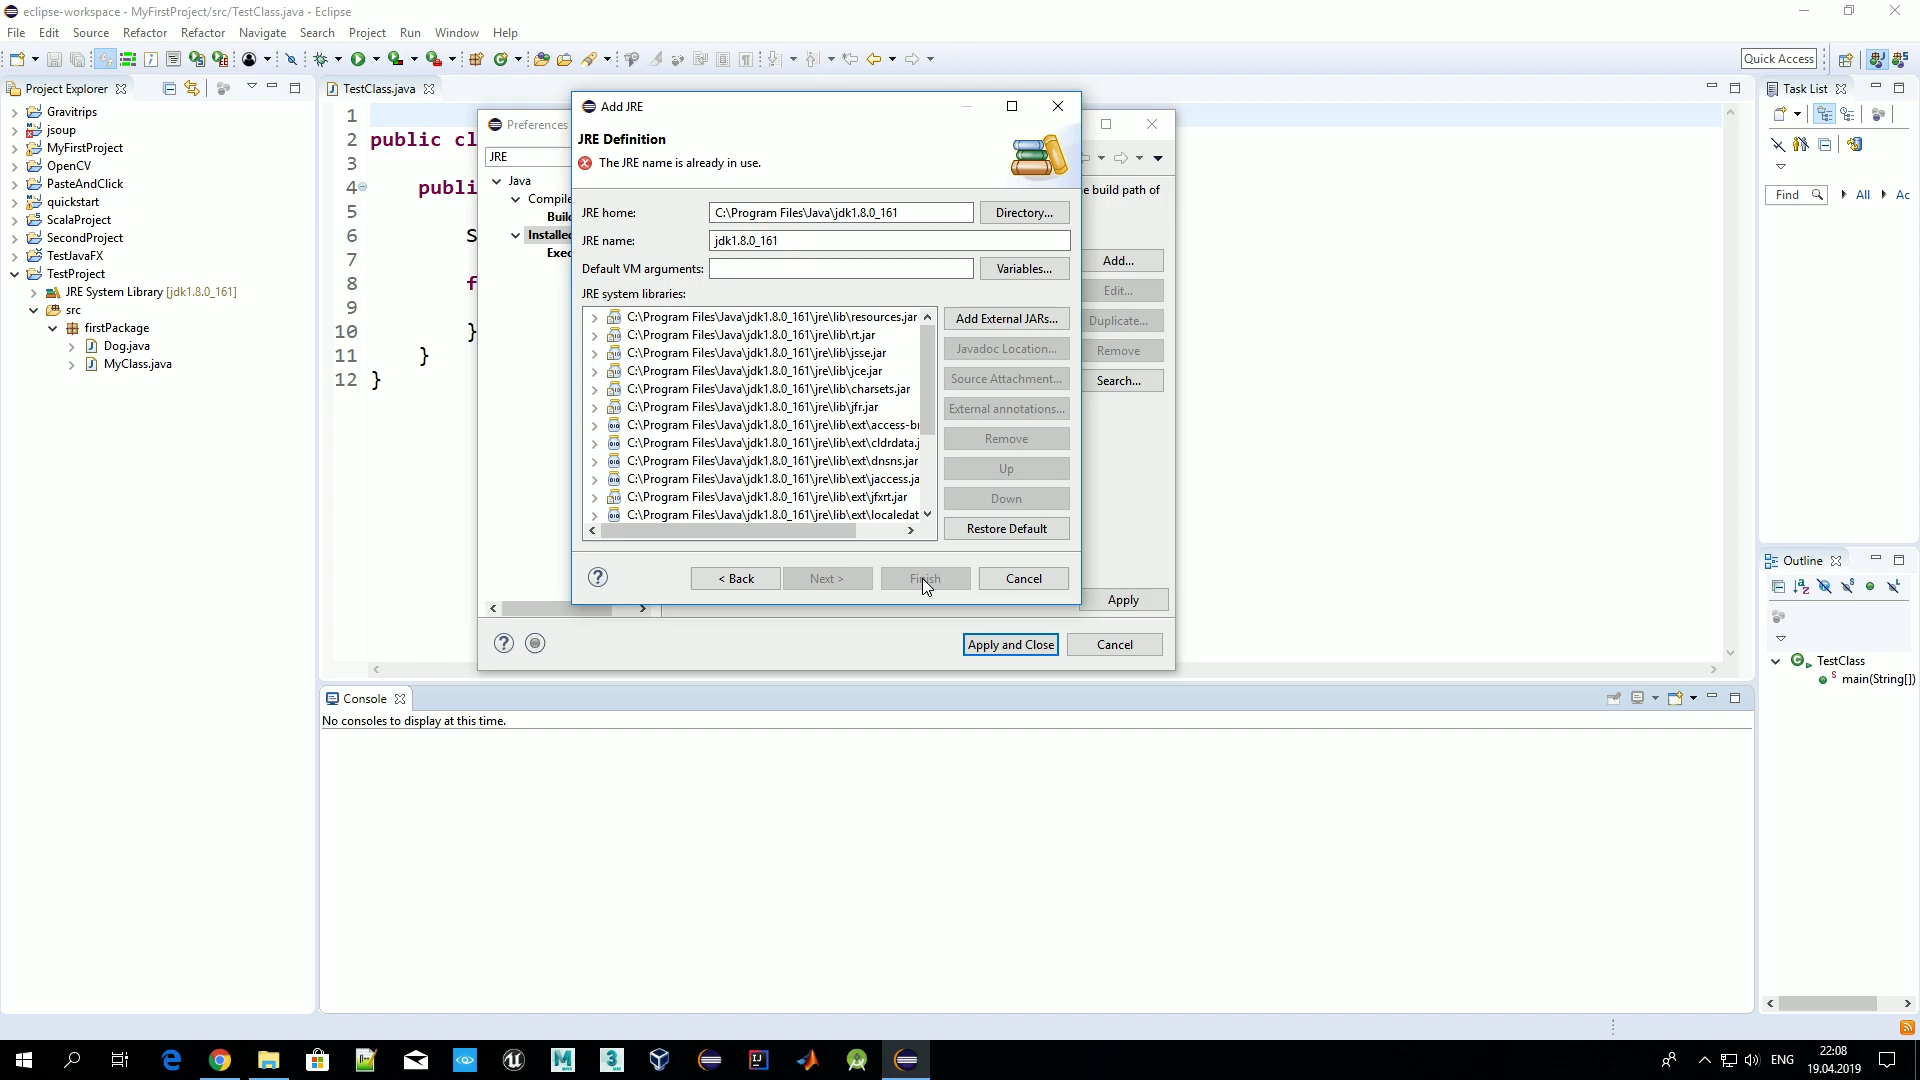 eclipse-workspace - MyFirstProject/src/TestClass.java - Eclipse
File Edit Source Refactor Refactor Navigate Search Project Run Window Help
Quick Access
Project Explorer
Gravitrips
jsoup
MyFirstProject
OpenCV
PasteAndClick
quickstart
ScalaProject
SecondProject
TestJavaFX
TestProject
JRE System Library [jdk1.8.0_161]
src
firstPackage
Dog.java
MyClass.java
TestClass.java
1
2 public cl
3
4 publi
5
6 S
7
8 f
9
10 }
11 }
12 }
Preferences
JRE
Java
Compile
Build
Installed
Exec
e build path of
Add...
Edit...
Duplicate...
Remove
Search...
Apply
Apply and Close
Cancel
Add JRE
JRE Definition
The JRE name is already in use.
JRE home: C:\Program Files\Java\jdk1.8.0_161 Directory...
JRE name: jdk1.8.0_161
Default VM arguments: Variables...
JRE system libraries:
C:\Program Files\Java\jdk1.8.0_161\jre\lib\resources.jar
C:\Program Files\Java\jdk1.8.0_161\jre\lib\rt.jar
C:\Program Files\Java\jdk1.8.0_161\jre\lib\jsse.jar
C:\Program Files\Java\jdk1.8.0_161\jre\lib\jce.jar
C:\Program Files\Java\jdk1.8.0_161\jre\lib\charsets.jar
C:\Program Files\Java\jdk1.8.0_161\jre\lib\jfr.jar
C:\Program Files\Java\jdk1.8.0_161\jre\lib\ext\access-br
C:\Program Files\Java\jdk1.8.0_161\jre\lib\ext\cldrdata.j
C:\Program Files\Java\jdk1.8.0_161\jre\lib\ext\dnsns.jar
C:\Program Files\Java\jdk1.8.0_161\jre\lib\ext\jaccess.ja
C:\Program Files\Java\jdk1.8.0_161\jre\lib\ext\jfxrt.jar
C:\Program Files\Java\jdk1.8.0_161\jre\lib\ext\localedat
Add External JARs...
Javadoc Location...
Source Attachment...
External annotations...
Remove
Up
Down
Restore Default
< Back Next > Finish Cancel
Task List
Find All Ac
Outline
TestClass
main(String[])
Console
No consoles to display at this time.
ENG
22:08
19.04.2019